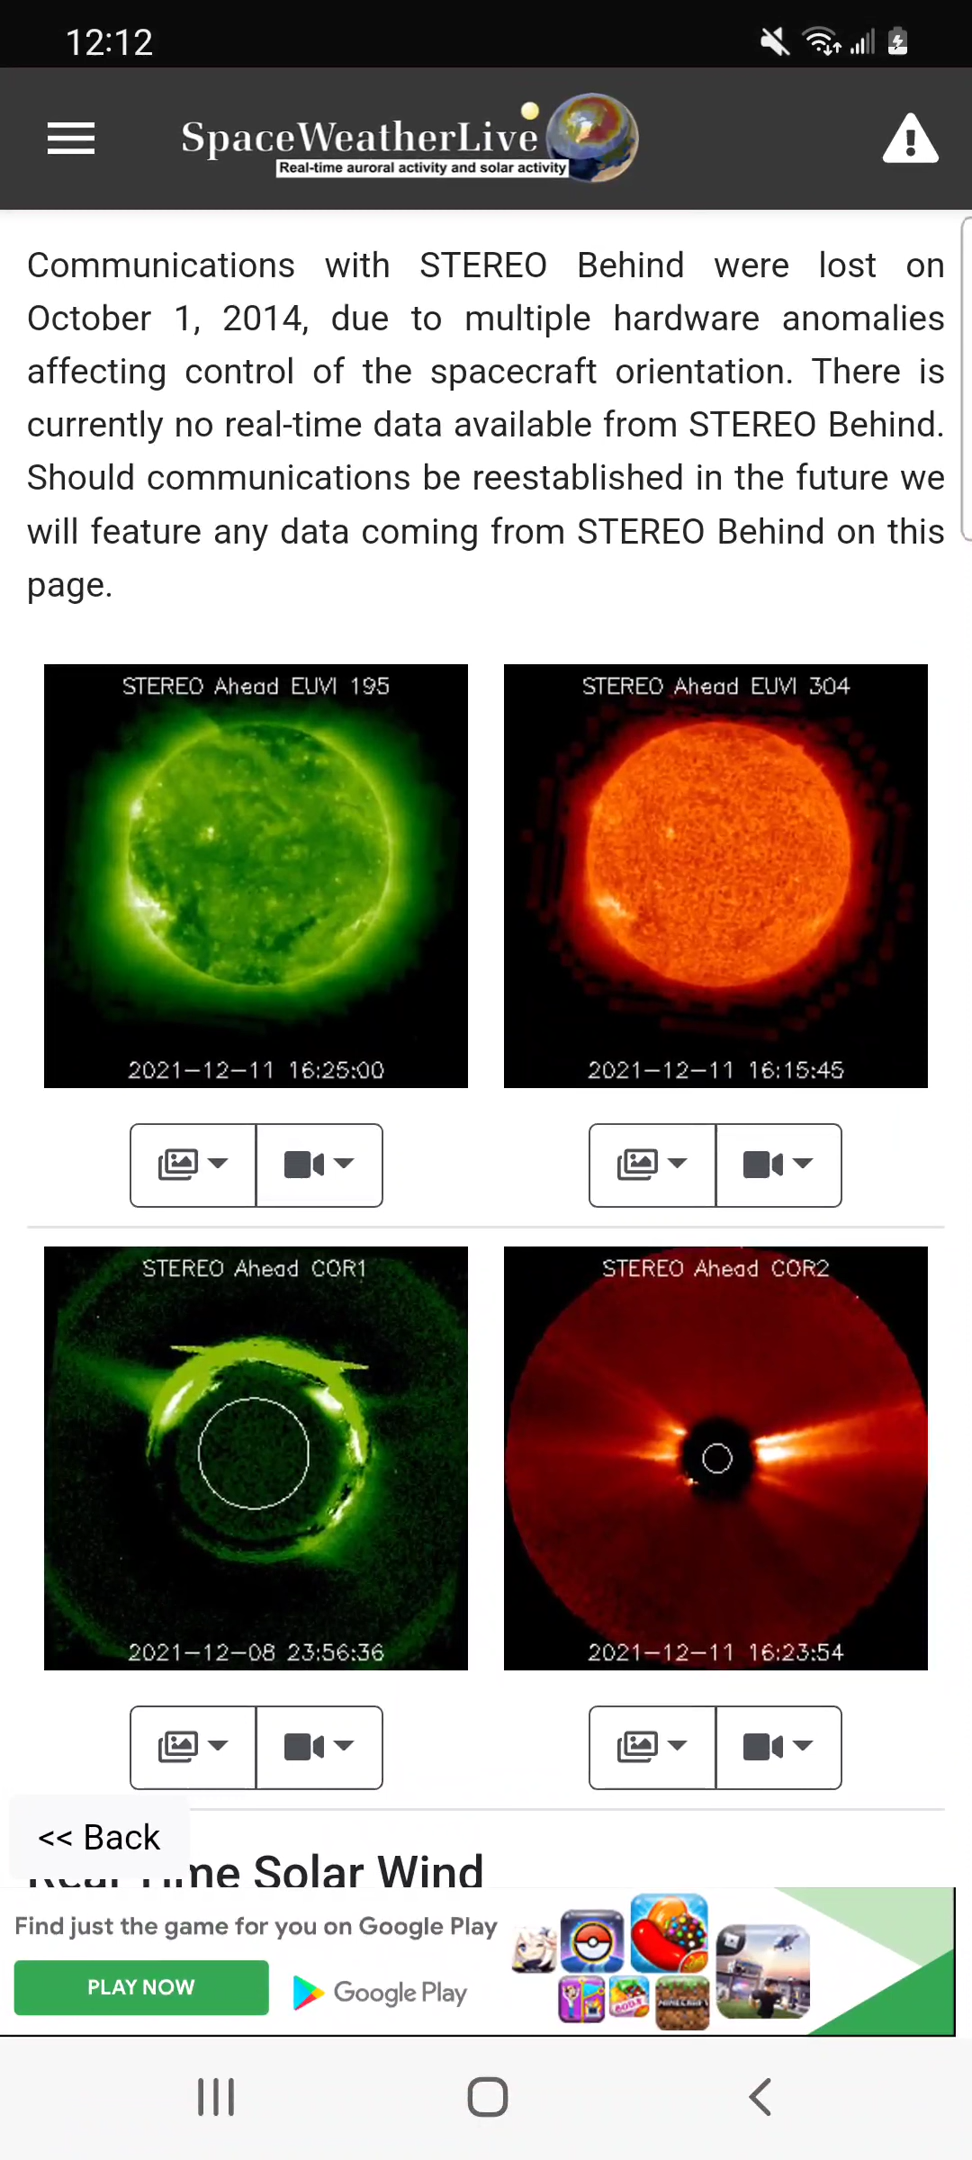 12:12
SpaceWeatherLive
Real-time auroral activity and solar activity
Communications with STEREO Behind were lost on
October 1, 2014, due to multiple hardware anomalies
affecting control of the spacecraft orientation. There is
currently no real-time data available from STEREO Behind.
Should communications be reestablished in the future we
will feature any data coming from STEREO Behind on this
page.
STEREO Ahead EUVI 195
2021-12-11 16:25:00
STEREO Ahead EUVI 304
2021-12-11 16:15:45
STEREO Ahead COR1
2021-12-08 23:56:36
STEREO Ahead COR2
2021-12-11 16:23:54
<< Back
Real Time Solar Wind
Find just the game for you on Google Play
PLAY NOW
Google Play
MINECRAFT